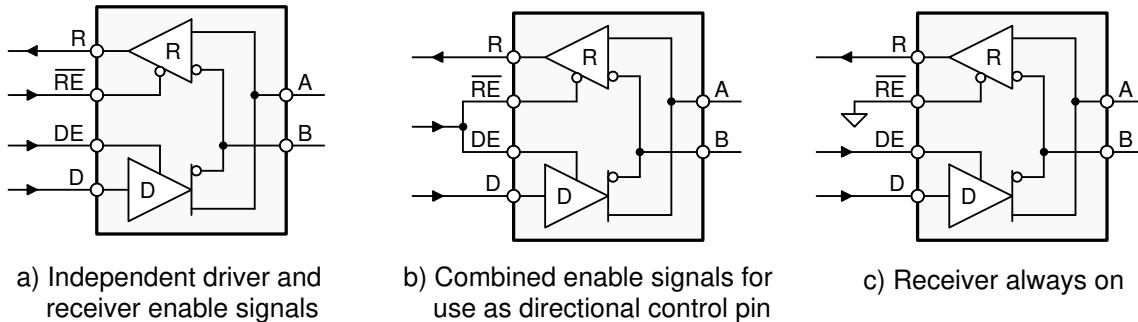 R
R
RE
A
DE
B
D
D
R
R
RE
A
DE
B
D
D
R
R
RE
A
DE
B
D
D
a) Independent driver and
receiver enable signals
b) Combined enable signals for
use as directional control pin
c) Receiver always on